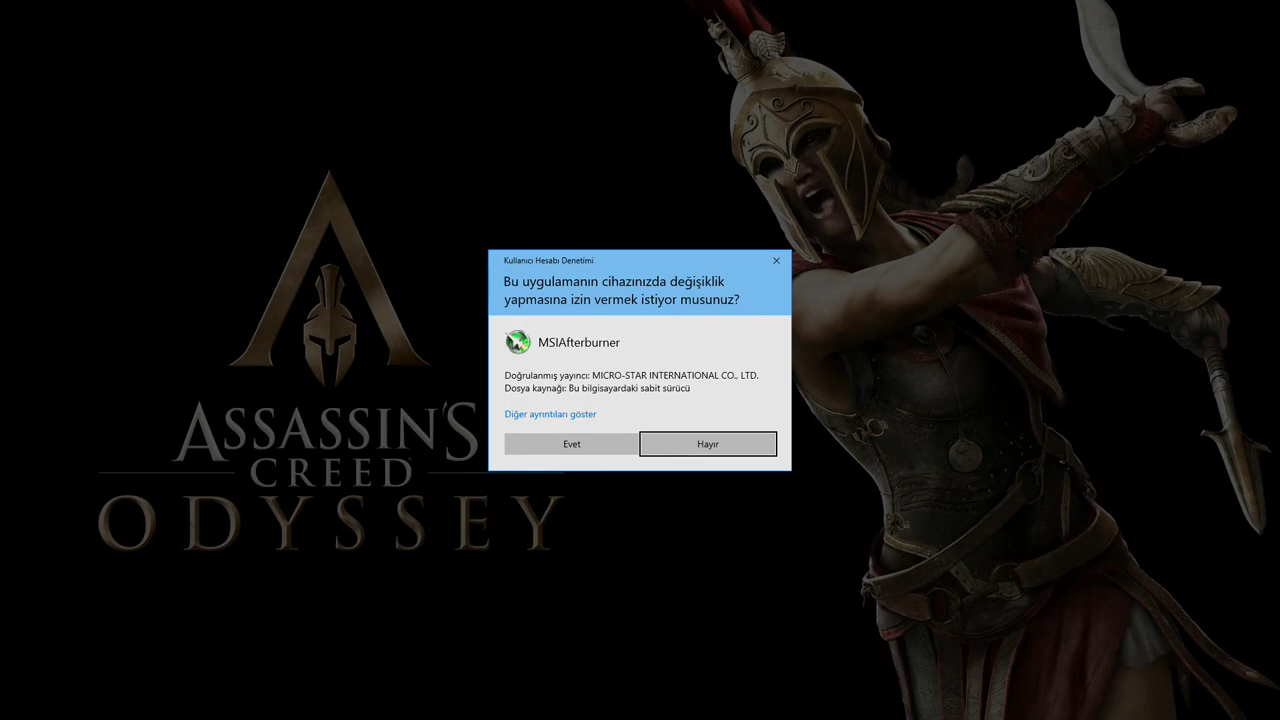 Kullanıcı Hesabı Denetimi
Bu uygulamanın cihazınızda değişiklik
yapmasına izin vermek istiyor musunuz?
MSIAfterburner
Doğrulanmış yayıncı: MICRO-STAR INTERNATIONAL CO., LTD.
Dosya kaynağı: Bu bilgisayardaki sabit sürücü
Diğer ayrıntıları göster
Evet
Hayır
ASSASSIN'S
CREED
ODYSSEY